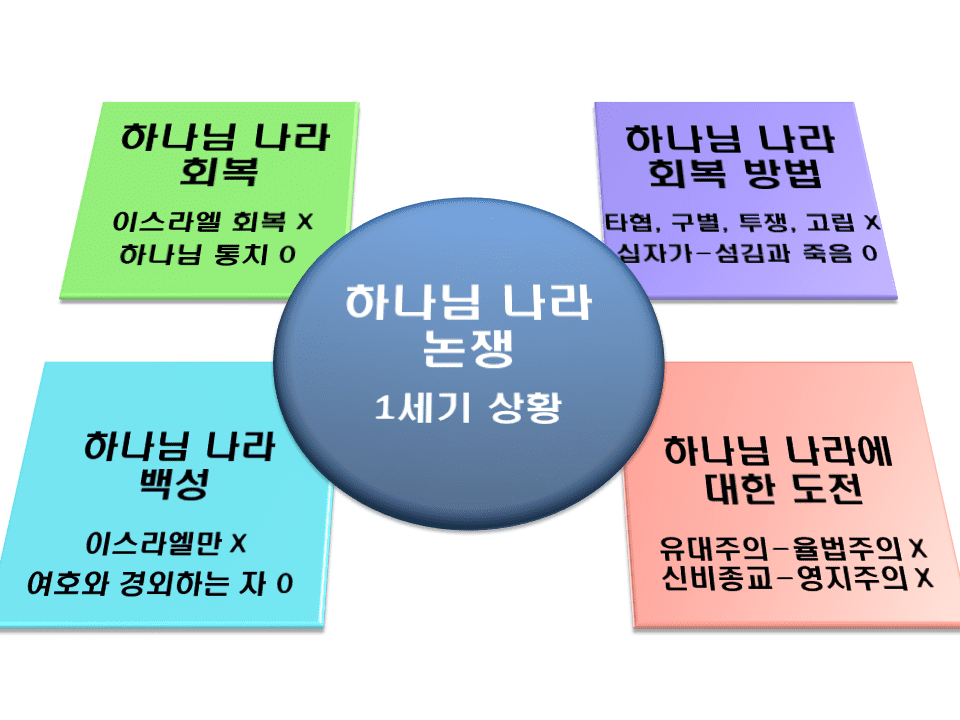 하나님 나라
회복
이스라엘 회복 X
하나님 통치 O
하나님 나라
회복 방법
타협, 구별, 투쟁, 고립 X
십자가-섬김과 죽음 O
하나님 나라
논쟁
1세기 상황
하나님 나라
백성
이스라엘만 X
여호와 경외하는 자 O
하나님 나라에
대한 도전
유대주의-율법주의 X
신비종교-영지주의 X